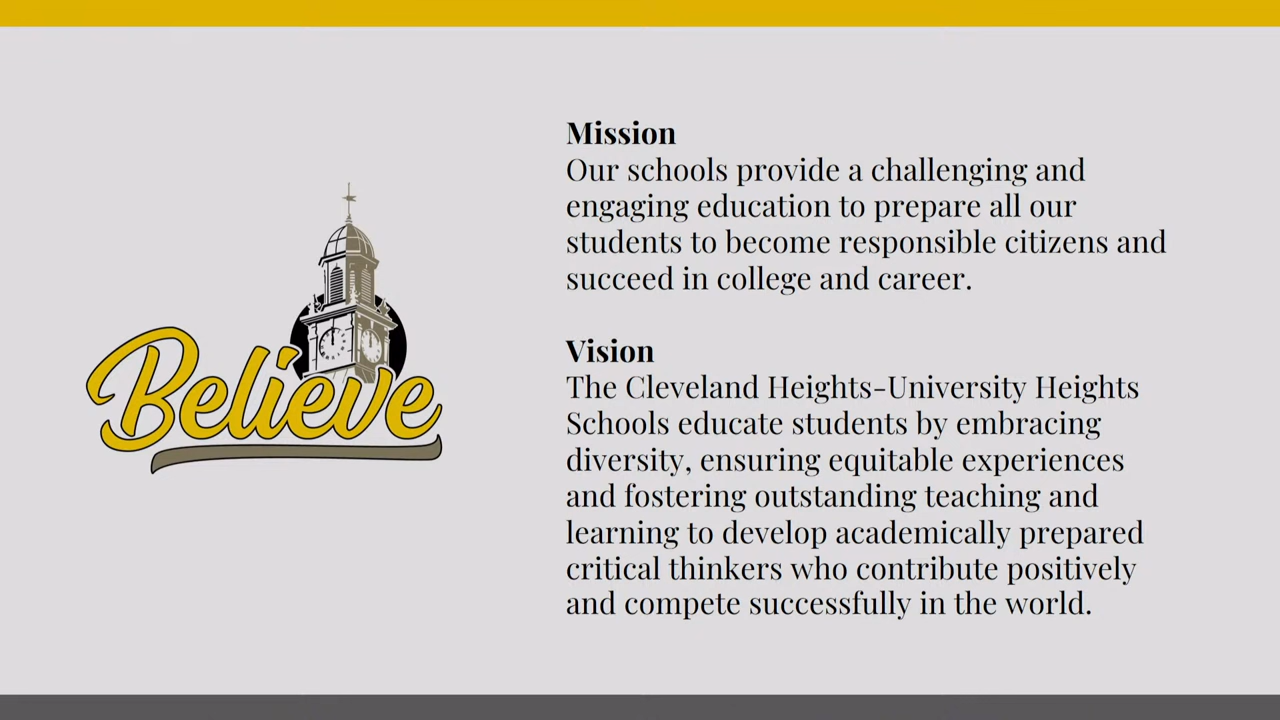 Believe
Mission
Our schools provide a challenging and
engaging education to prepare all our
students to become responsible citizens and
succeed in college and career.
Vision
The Cleveland Heights-University Heights
Schools educate students by embracing
diversity, ensuring equitable experiences
and fostering outstanding teaching and
learning to develop academically prepared
critical thinkers who contribute positively
and compete successfully in the world.